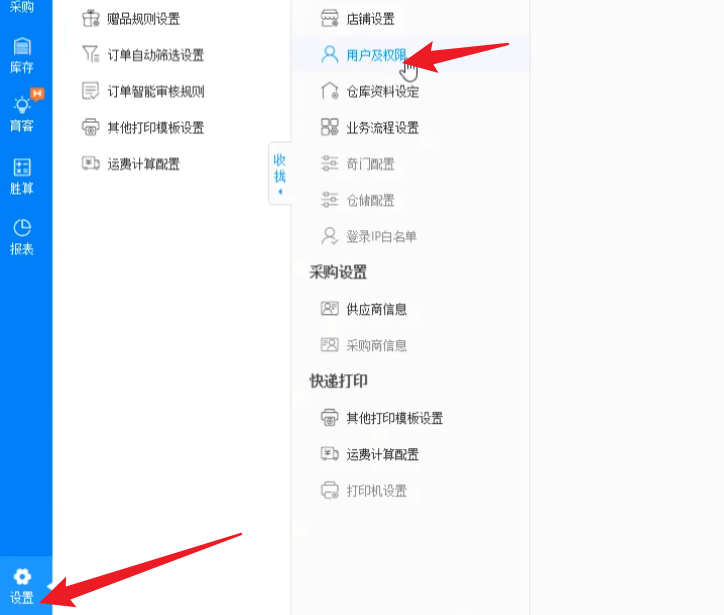 采购
库存
育客
胜算
报表
设置
赠品规则设置
订单自动筛选设置
订单智能审核规则
其他打印模板设置
运费计算配置
收
拢
店铺设置
用户及权限
仓库资料设定
业务流程设置
奇门配置
仓储配置
登录IP白名单
采购设置
供应商信息
采购商信息
快递打印
其他打印模板设置
运费计算配置
打印机设置